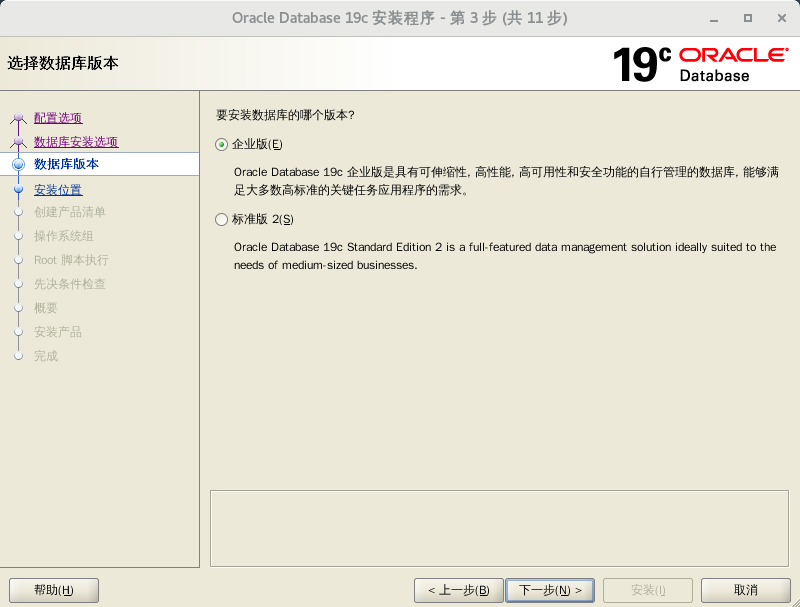 Oracle Database 19c 安装程序 - 第 3 步 (共 11 步)
选择数据库版本
19c ORACLE
Database
配置选项
数据库安装选项
数据库版本
安装位置
创建产品清单
操作系统组
Root 脚本执行
先决条件检查
概要
安装产品
完成
要安装数据库的哪个版本?
企业版(E)
Oracle Database 19c 企业版是具有可伸缩性, 高性能, 高可用性和安全功能的自行管理的数据库, 能够满
足大多数高标准的关键任务应用程序的需求。
标准版 2(S)
Oracle Database 19c Standard Edition 2 is a full-featured data management solution ideally suited to the
needs of medium-sized businesses.
帮助(H)
< 上一步(B)
下一步(N) >
安装(I)
取消